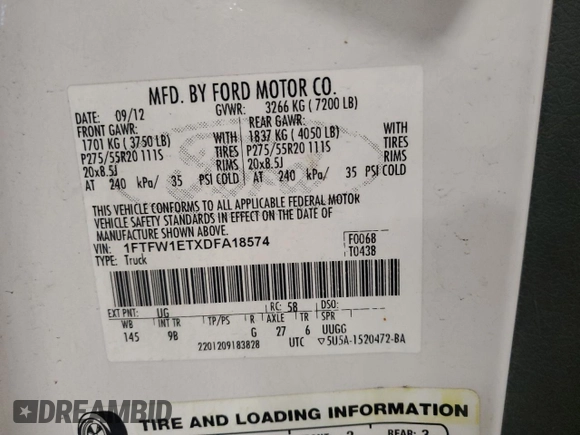 MFD. BY FORD MOTOR CO.
DATE: 09/12 GVWR: 3266 KG ( 7200 LB)
FRONT GAWR: REAR GAWR:
1701 KG ( 3750 LB) WITH 1837 KG ( 4050 LB) WITH
P275/55R20 111S TIRES P275/55R20 111S TIRES
20x8.5J RIMS 20x8.5J RIMS
AT 240 kPa/ 35 PSI COLD AT 240 kPa/ 35 PSI COLD
THIS VEHICLE CONFORMS TO ALL APPLICABLE FEDERAL MOTOR
VEHICLE SAFETY STANDARDS IN EFFECT ON THE DATE OF
MANUFACTURE SHOWN ABOVE.
VIN: 1FTFW1ETXDFA18574 F0068
TYPE: Truck T043B
EXT PNT: UG RC: 58 DSO:
WB INT TR TP/PS R AXLE TR SPR
145 9B G 27 6 UUGG
2201209183828 UTC 5U5A-1520472-BA
TIRE AND LOADING INFORMATION
REAR: 3
DREAMBID